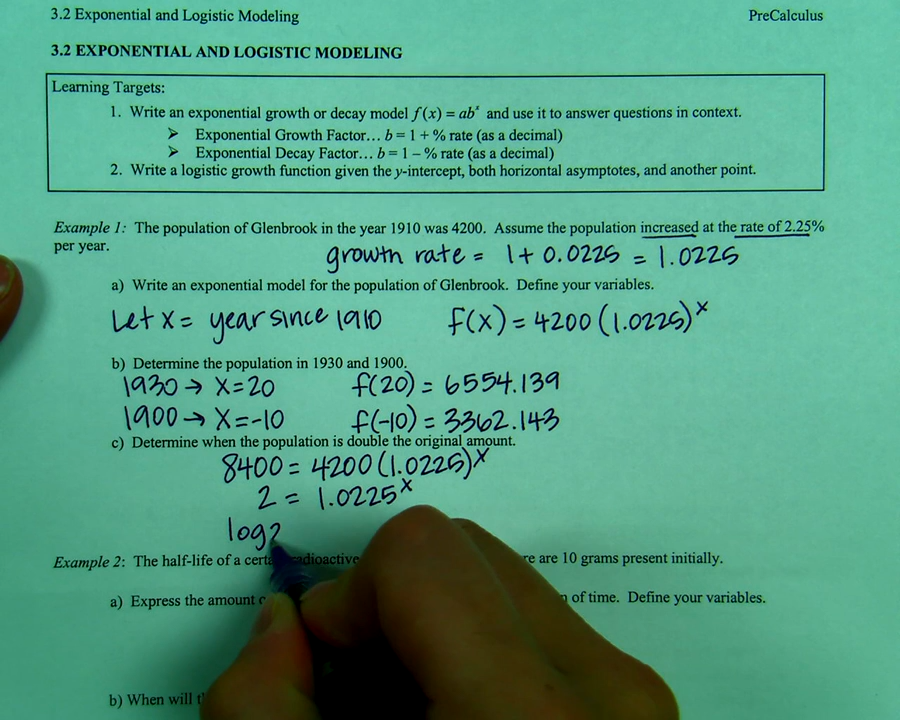 3.2 Exponential and Logistic Modeling PreCalculus
3.2 EXPONENTIAL AND LOGISTIC MODELING
Learning Targets:
1. Write an exponential growth or decay model f(x) = abˣ and use it to answer questions in context.
➤ Exponential Growth Factor… b = 1 + % rate (as a decimal)
➤ Exponential Decay Factor… b = 1 – % rate (as a decimal)
2. Write a logistic growth function given the y-intercept, both horizontal asymptotes, and another point.
Example 1: The population of Glenbrook in the year 1910 was 4200. Assume the population increased at the rate of 2.25%
per year.
growth rate = 1 + 0.0225 = 1.0225
a) Write an exponential model for the population of Glenbrook. Define your variables.
Let x = year since 1910 f(x) = 4200 (1.0225)ˣ
b) Determine the population in 1930 and 1900.
1930 → x=20 f(20) = 6554.139
1900 → x=-10 f(-10) = 3362.143
c) Determine when the population is double the original amount.
8400 = 4200 (1.0225)ˣ
2 = 1.0225ˣ
log2
Example 2: The half-life of a are 10 grams present initially.
a) Express the amount of time. Define your variables.
b) When will